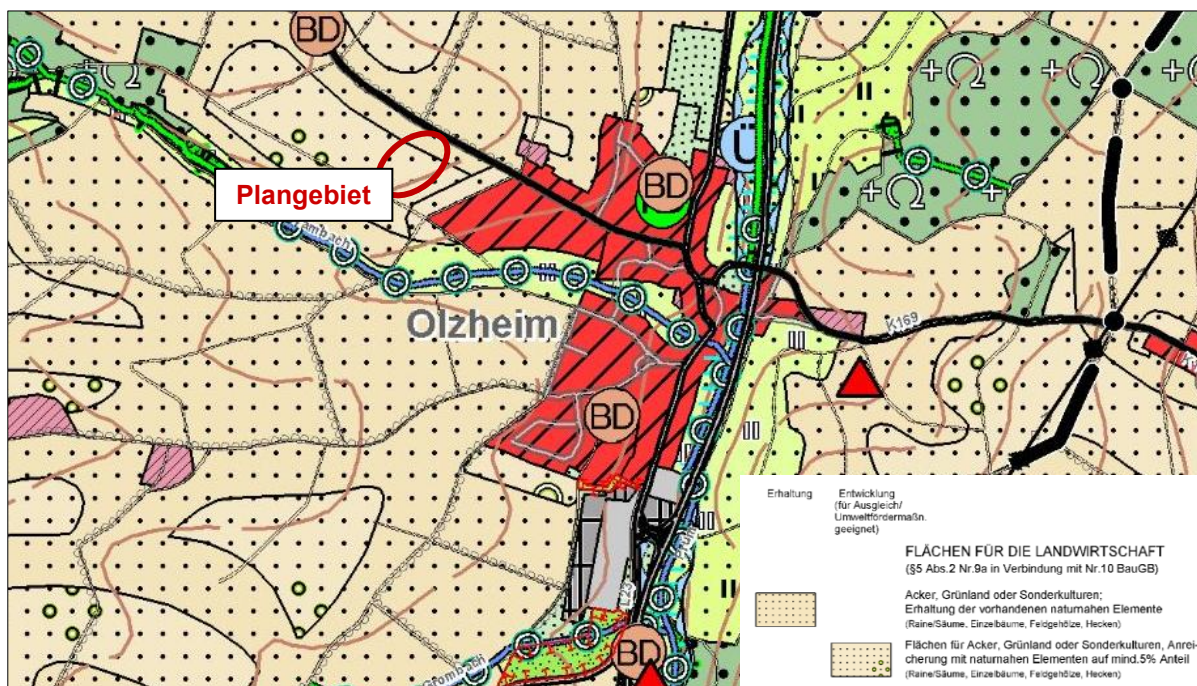 BD
Plangebiet
BD
Ü
Olzheim
K169
BD
BD
Erhaltung
Entwicklung
(für Ausgleich/
Umweltfördermaßn.
geeignet)
FLÄCHEN FÜR DIE LANDWIRTSCHAFT
(§5 Abs.2 Nr.9a in Verbindung mit Nr.10 BauGB)
Acker, Grünland oder Sonderkulturen;
Erhaltung der vorhandenen naturnahen Elemente
(Raine/Säume, Einzelbäume, Feldgehölze, Hecken)
Flächen für Acker, Grünland oder Sonderkulturen, Anrei-
cherung mit naturnahen Elementen auf mind.5% Anteil
(Raine/Säume, Einzelbäume, Feldgehölze, Hecken)